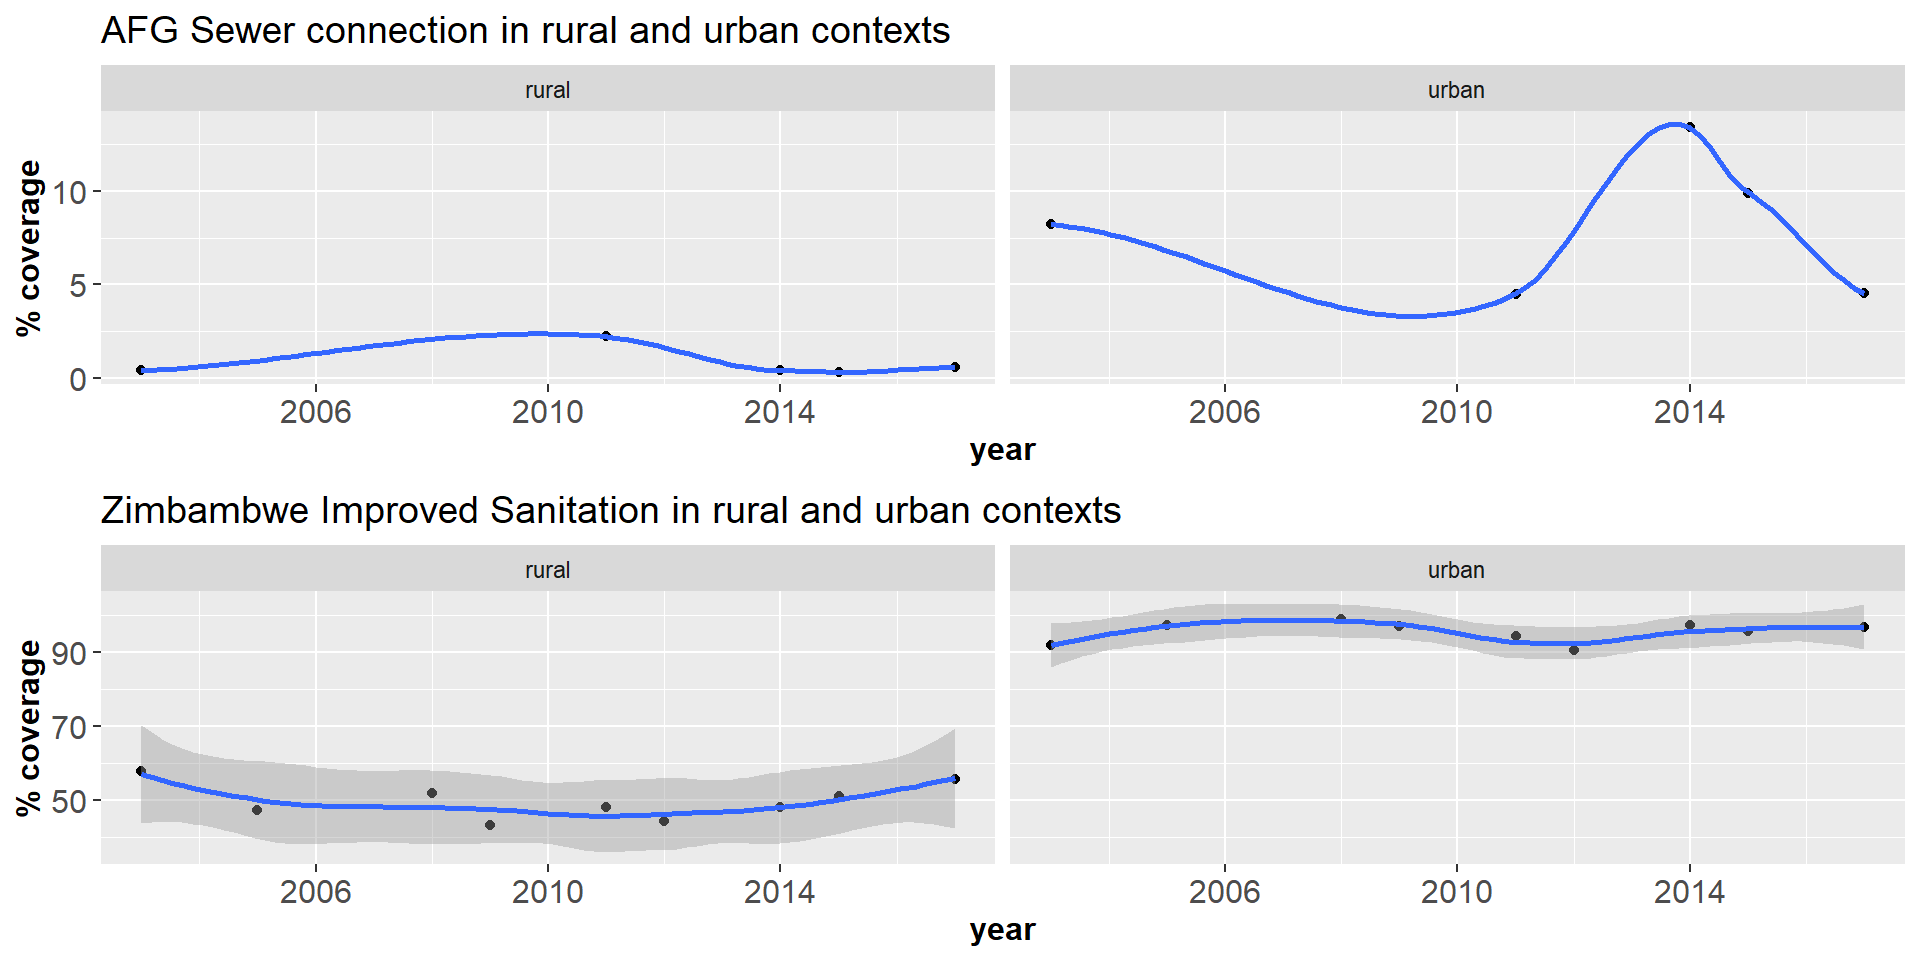 AFG Sewer connection in rural and urban contexts
rural
urban
% coverage
10
5
0
2006 2010 2014
2006 2010 2014
year
Zimbambwe Improved Sanitation in rural and urban contexts
rural
urban
% coverage
90
70
50
2006 2010 2014
2006 2010 2014
year